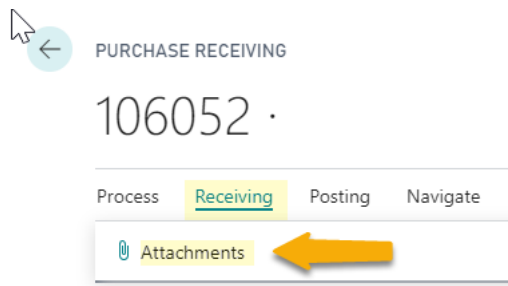 PURCHASE RECEIVING
106052 ·
Process Receiving Posting Navigate
Attachments